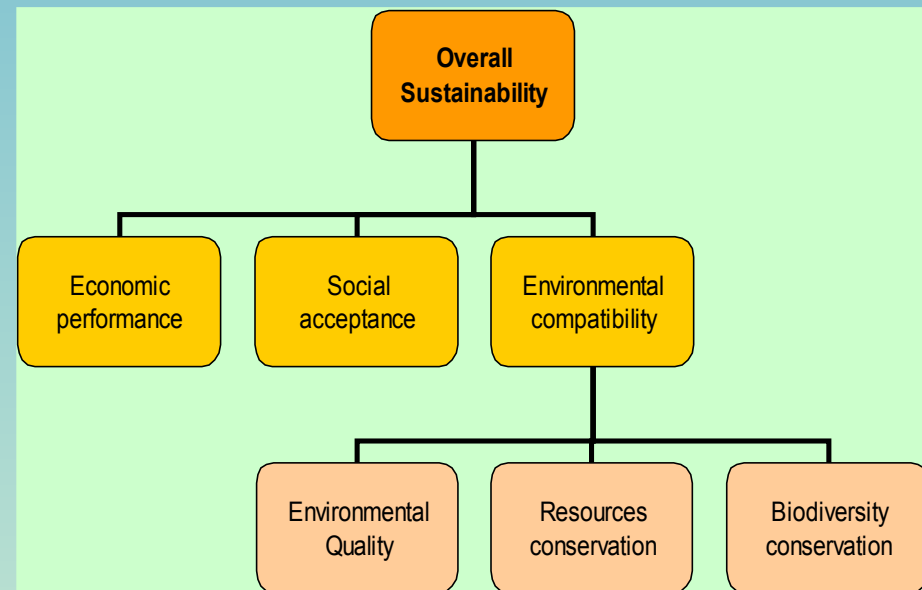 Overall
Sustainability
Economic
performance
Social
acceptance
Environmental
compatibility
Environmental
Quality
Resources
conservation
Biodiversity
conservation